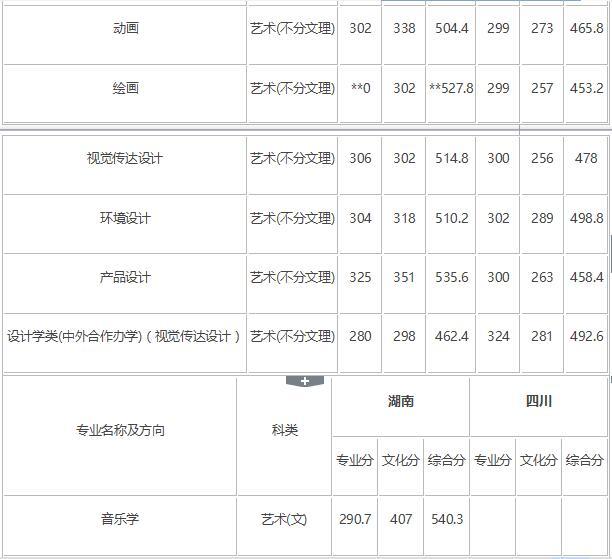 动画 艺术(不分文理) 302 338 504.4 299 273 465.8
绘画 艺术(不分文理) **0 302 **527.8 299 257 453.2
视觉传达设计 艺术(不分文理) 306 302 514.8 300 256 478
环境设计 艺术(不分文理) 304 318 510.2 302 289 498.8
产品设计 艺术(不分文理) 325 351 535.6 300 263 458.4
设计学类(中外合作办学)(视觉传达设计) 艺术(不分文理) 280 298 462.4 324 281 492.6
湖南 四川
专业名称及方向 科类
专业分 文化分 综合分 专业分 文化分 综合分
音乐学 艺术(文) 290.7 407 540.3